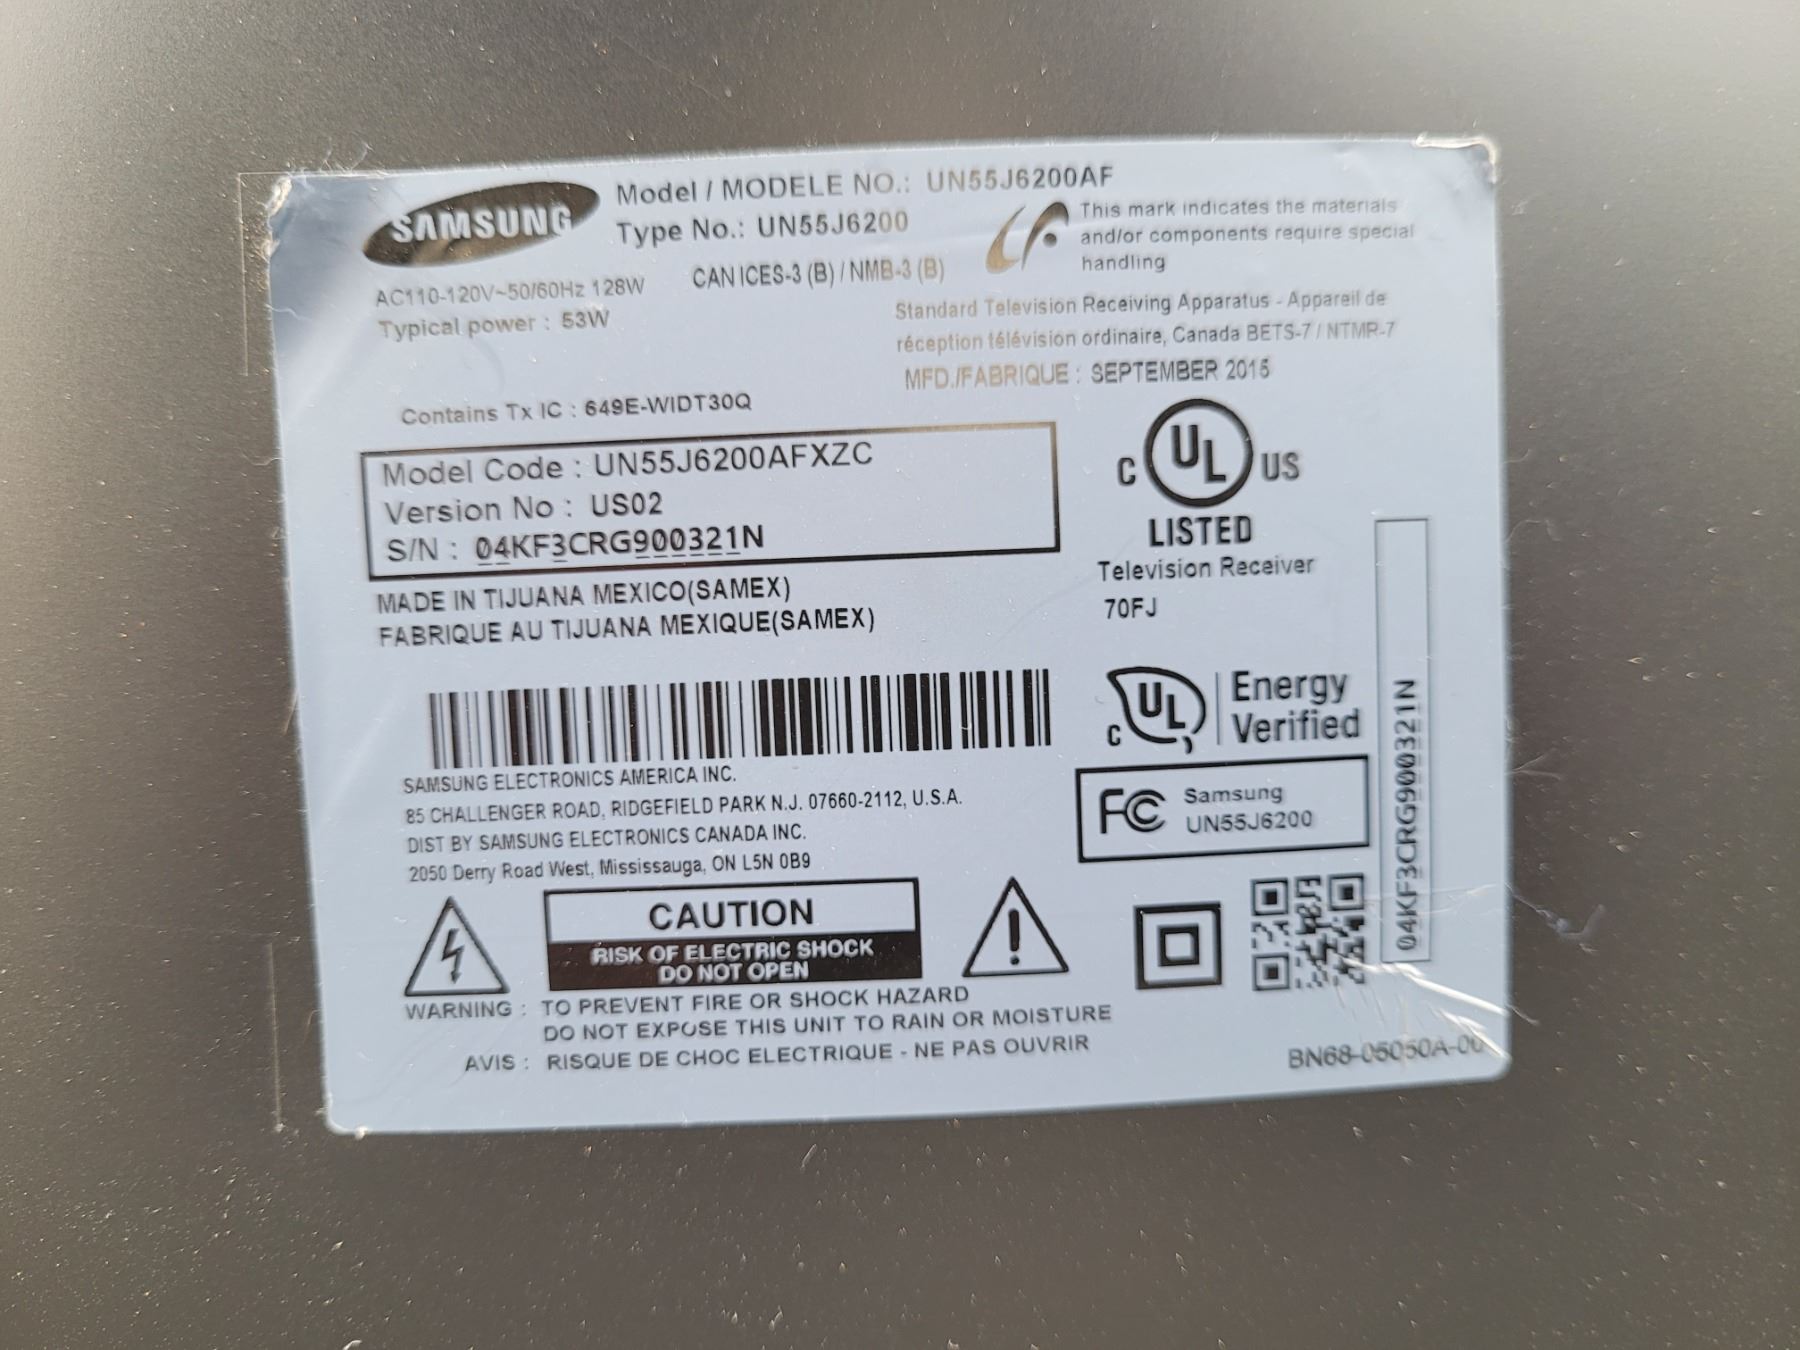 SAMSUNG
Model / MODELE NO.: UN55J6200AF
Type No.: UN55J6200
This mark indicates the materials
and/or components require special
handling
AC110-120V~50/60Hz 128W
CAN ICES-3 (B) / NMB-3 (B)
Typical power : 53W
Standard Television Receiving Apparatus - Appareil de
réception télévision ordinaire, Canada BETS-7 / NTMR-7
MFD./FABRIQUE : SEPTEMBER 2015
Contains Tx IC : 649E-WIDT30Q
Model Code : UN55J6200AFXZC
Version No : US02
S/N : 04KF3CRG900321N
C UL US
LISTED
Television Receiver
70FJ
MADE IN TIJUANA MEXICO(SAMEX)
FABRIQUE AU TIJUANA MEXIQUE(SAMEX)
C UL Energy
Verified
SAMSUNG ELECTRONICS AMERICA INC.
85 CHALLENGER ROAD, RIDGEFIELD PARK N.J. 07660-2112, U.S.A.
DIST BY SAMSUNG ELECTRONICS CANADA INC.
2050 Derry Road West, Mississauga, ON L5N 0B9
FC Samsung
UN55J6200
04KF3CRG900321N
CAUTION
RISK OF ELECTRIC SHOCK
DO NOT OPEN
WARNING : TO PREVENT FIRE OR SHOCK HAZARD
DO NOT EXPOSE THIS UNIT TO RAIN OR MOISTURE
AVIS : RISQUE DE CHOC ELECTRIQUE - NE PAS OUVRIR
BN68-05050A-00